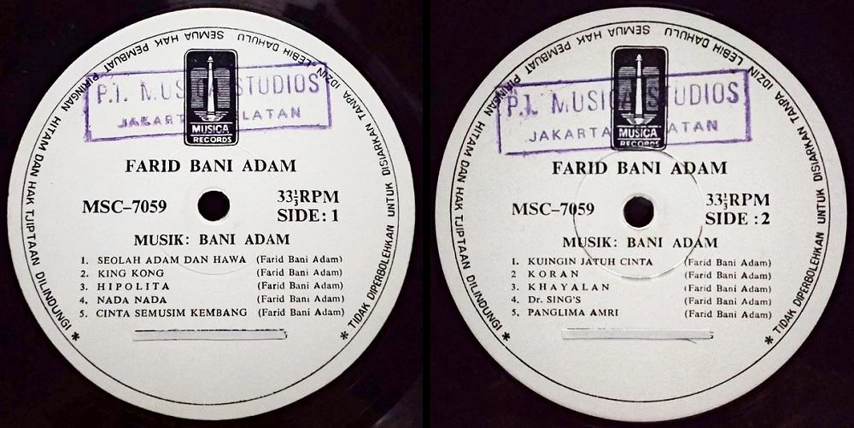 SEMUA HAK PEMBUAT PIRINGAN HITAM DAN HAK TJIPTAAN DILINDUNGI *
* TIDAK DIPERBOLEHKAN UNTUK DISIARKAN TANPA IDZIN LEBIH DAHULU
P.T. MUSICA STUDIOS
JAKARTA SELATAN
MUSICA
RECORDS
FARID BANI ADAM
MSC-7059
33⅓RPM
SIDE : 1
MUSIK: BANI ADAM
1. SEOLAH ADAM DAN HAWA (Farid Bani Adam)
2. KING KONG (Farid Bani Adam)
3. HIPOLITA (Farid Bani Adam)
4. NADA NADA (Farid Bani Adam)
5. CINTA SEMUSIM KEMBANG (Farid Bani Adam)
SEMUA HAK PEMBUAT PIRINGAN HITAM DAN HAK TJIPTAAN DILINDUNGI *
* TIDAK DIPERBOLEHKAN UNTUK DISIARKAN TANPA IDZIN LEBIH DAHULU
P.T. MUSICA STUDIOS
JAKARTA SELATAN
MUSICA
RECORDS
FARID BANI ADAM
MSC-7059
33⅓RPM
SIDE : 2
MUSIK: BANI ADAM
1. KUINGIN JATUH CINTA (Farid Bani Adam)
2 KORAN (Farid Bani Adam)
3. KHAYALAN (Farid Bani Adam)
4. Dr. SING'S (Farid Bani Adam)
5. PANGLIMA AMRI (Farid Bani Adam)